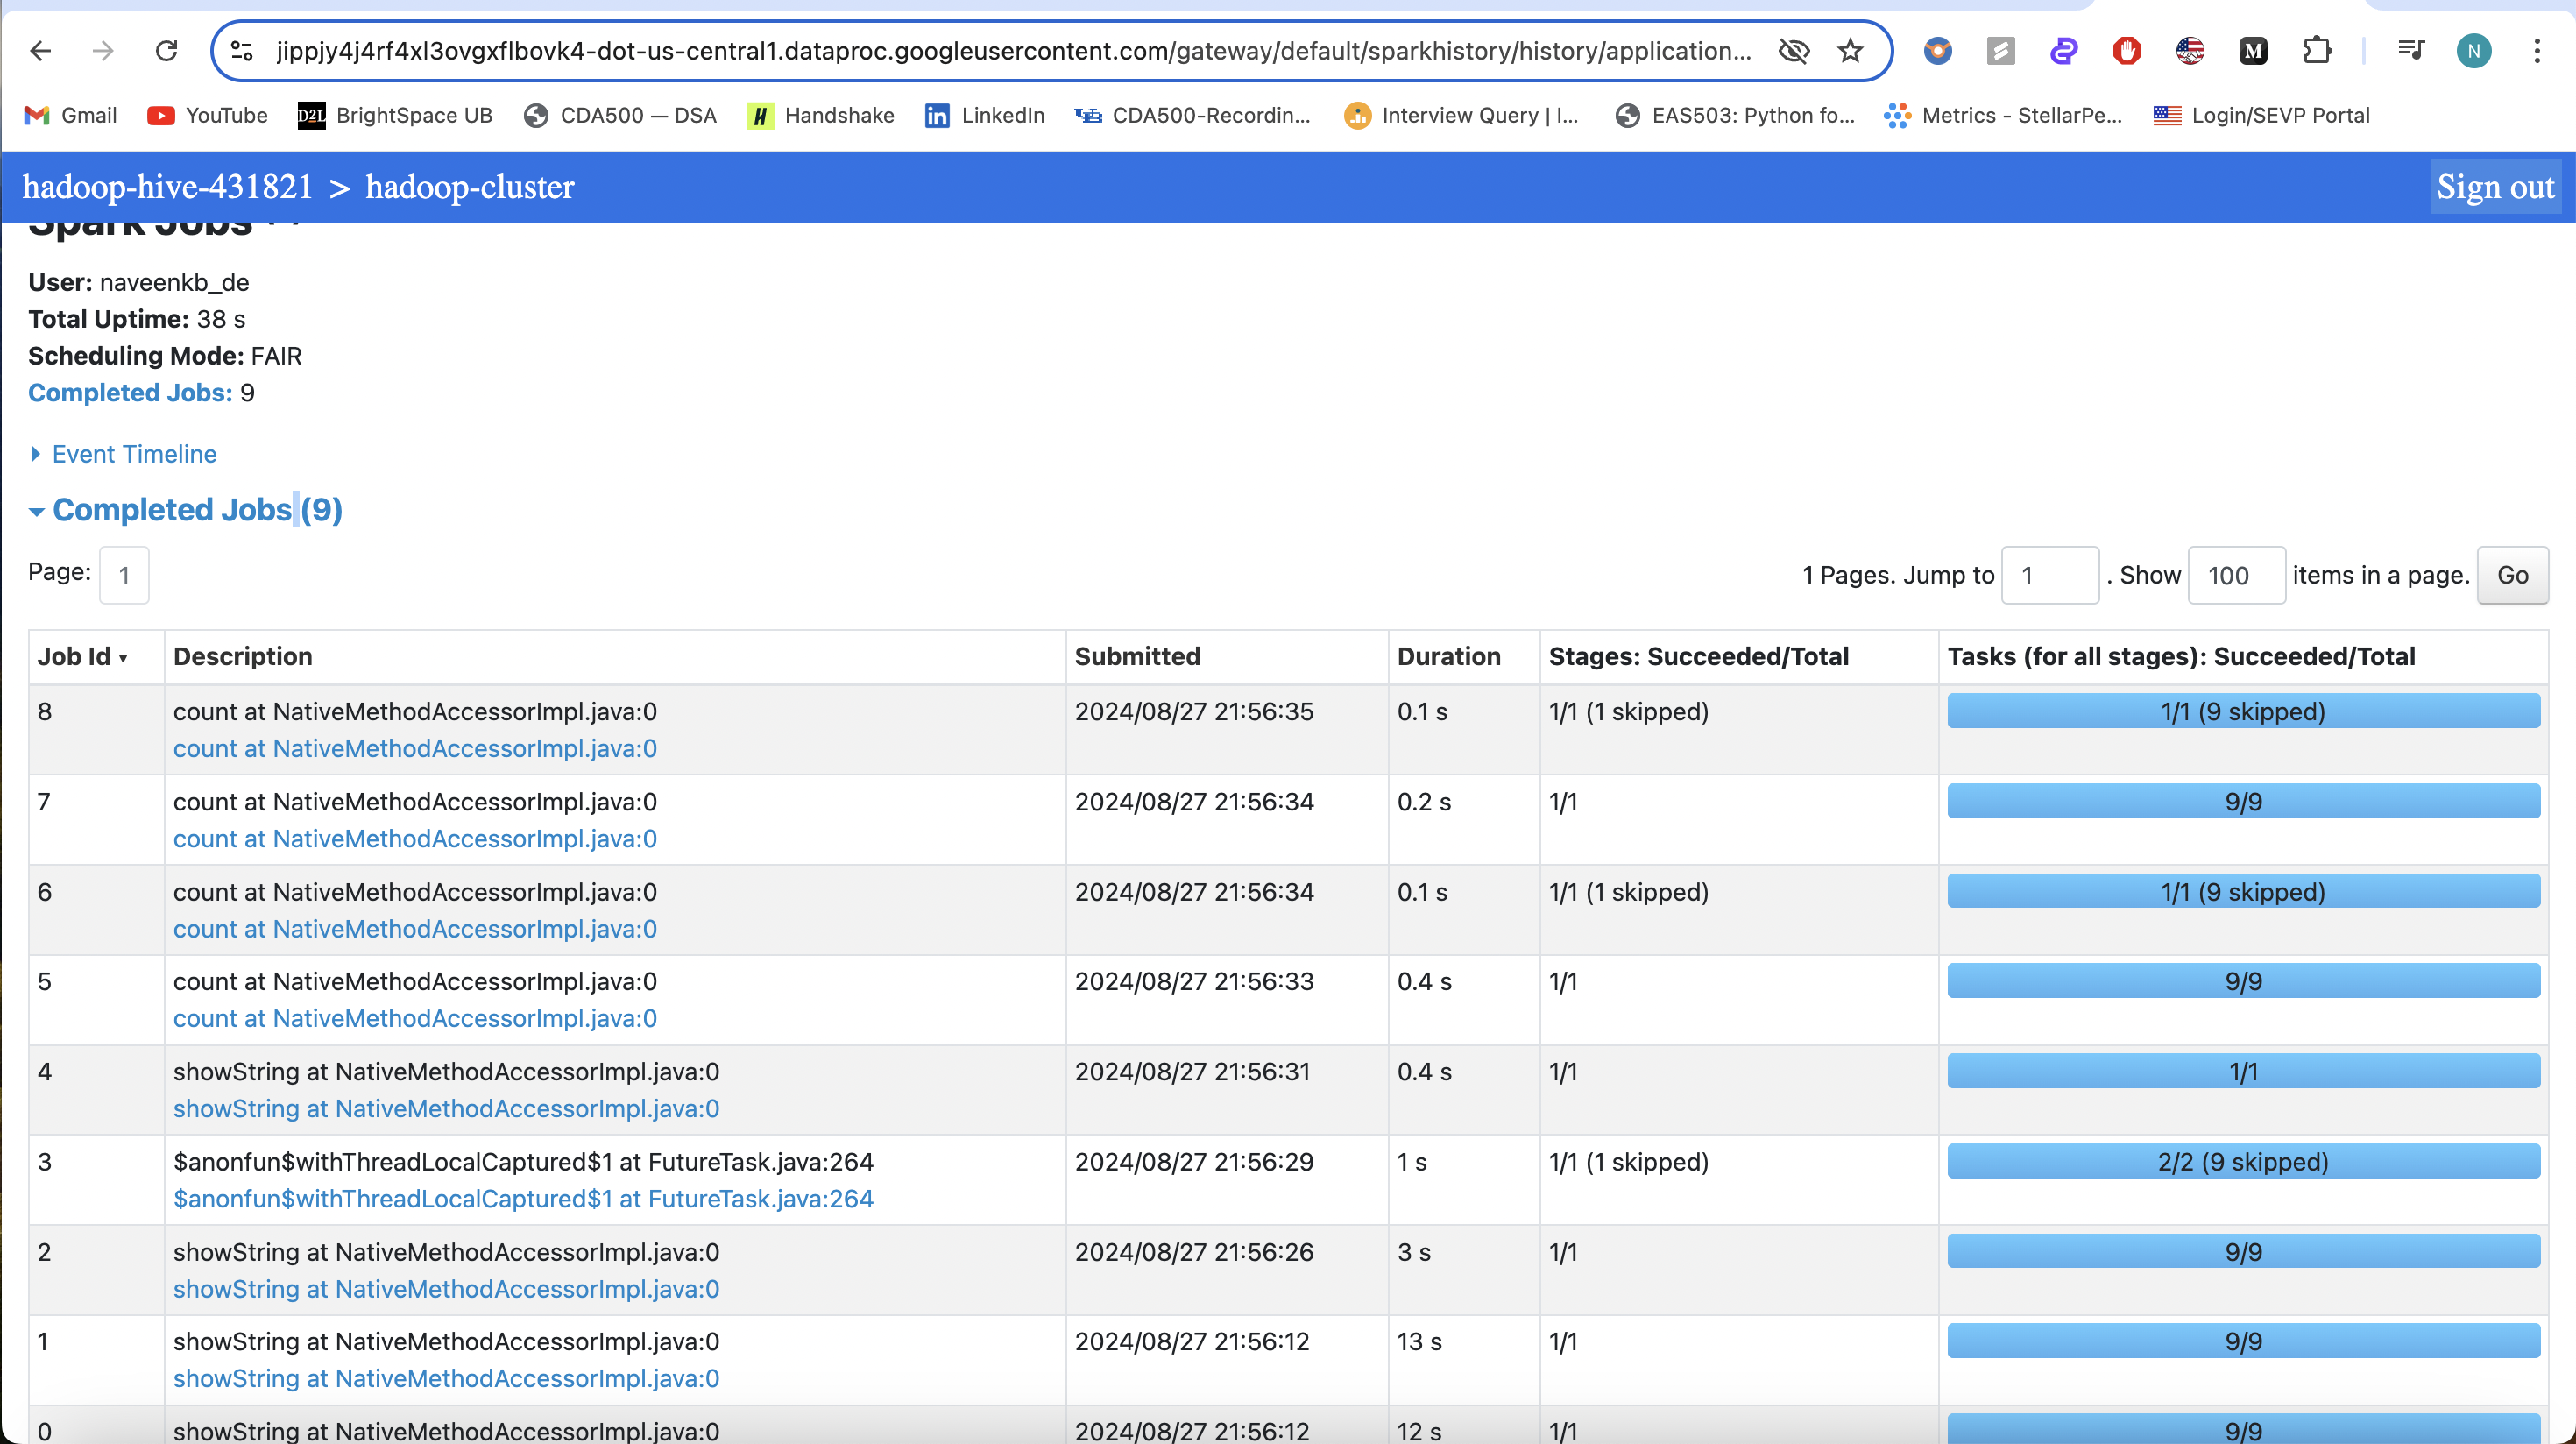 jippjy4j4rf4xl3ovgxflbovk4-dot-us-central1.dataproc.googleusercontent.com/gateway/default/sparkhistory/history/application...
N
Gmail YouTube BrightSpace UB CDA500 — DSA Handshake LinkedIn CDA500-Recordin... Interview Query | I... EAS503: Python fo... Metrics - StellarPe... Login/SEVP Portal
hadoop-hive-431821 > hadoop-cluster Sign out
Spark Jobs
User: naveenkb_de
Total Uptime: 38 s
Scheduling Mode: FAIR
Completed Jobs: 9
Event Timeline
Completed Jobs (9)
Page: 1 1 Pages. Jump to 1 . Show 100 items in a page. Go
Job Id ▾ Description Submitted Duration Stages: Succeeded/Total Tasks (for all stages): Succeeded/Total
8 count at NativeMethodAccessorImpl.java:0 2024/08/27 21:56:35 0.1 s 1/1 (1 skipped) 1/1 (9 skipped)
count at NativeMethodAccessorImpl.java:0
7 count at NativeMethodAccessorImpl.java:0 2024/08/27 21:56:34 0.2 s 1/1 9/9
count at NativeMethodAccessorImpl.java:0
6 count at NativeMethodAccessorImpl.java:0 2024/08/27 21:56:34 0.1 s 1/1 (1 skipped) 1/1 (9 skipped)
count at NativeMethodAccessorImpl.java:0
5 count at NativeMethodAccessorImpl.java:0 2024/08/27 21:56:33 0.4 s 1/1 9/9
count at NativeMethodAccessorImpl.java:0
4 showString at NativeMethodAccessorImpl.java:0 2024/08/27 21:56:31 0.4 s 1/1 1/1
showString at NativeMethodAccessorImpl.java:0
3 $anonfun$withThreadLocalCaptured$1 at FutureTask.java:264 2024/08/27 21:56:29 1 s 1/1 (1 skipped) 2/2 (9 skipped)
$anonfun$withThreadLocalCaptured$1 at FutureTask.java:264
2 showString at NativeMethodAccessorImpl.java:0 2024/08/27 21:56:26 3 s 1/1 9/9
showString at NativeMethodAccessorImpl.java:0
1 showString at NativeMethodAccessorImpl.java:0 2024/08/27 21:56:12 13 s 1/1 9/9
showString at NativeMethodAccessorImpl.java:0
0 showString at NativeMethodAccessorImpl.java:0 2024/08/27 21:56:12 12 s 1/1 9/9